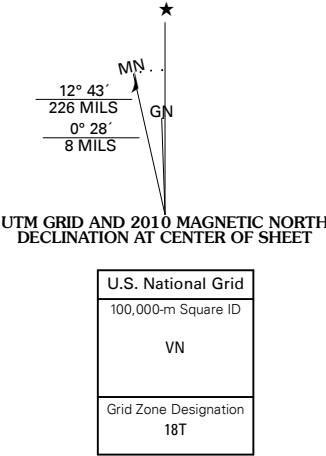 ★
MN
GN
12° 43´
226 MILS
0° 28´
8 MILS
UTM GRID AND 2010 MAGNETIC NORTH
DECLINATION AT CENTER OF SHEET
U.S. National Grid
100,000-m Square ID
VN
Grid Zone Designation
18T